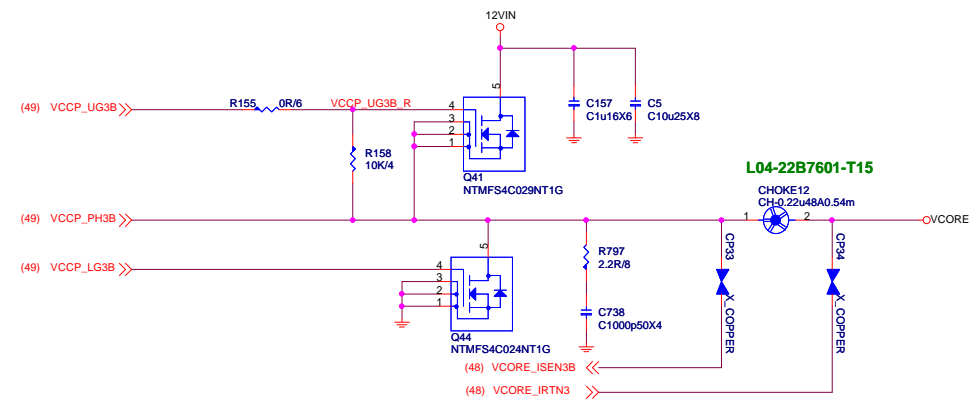 12VIN
5
(49) VCCP_UG3B
R155 0R/6
VCCP_UG3B_R
4
3
2
1
C157
C1u16X6
C5
C10u25X8
R158
10K/4
Q41
NTMFS4C029NT1G
L04-22B7601-T15
CHOKE12
CH-0.22u48A0.54m
(49) VCCP_PH3B
1
2
VCORE
5
CP33
X_COPPER
CP34
X_COPPER
R797
2.2R/8
(49) VCCP_LG3B
4
3
2
1
C738
C1000p50X4
Q44
NTMFS4C024NT1G
(48) VCORE_ISEN3B
(48) VCORE_IRTN3